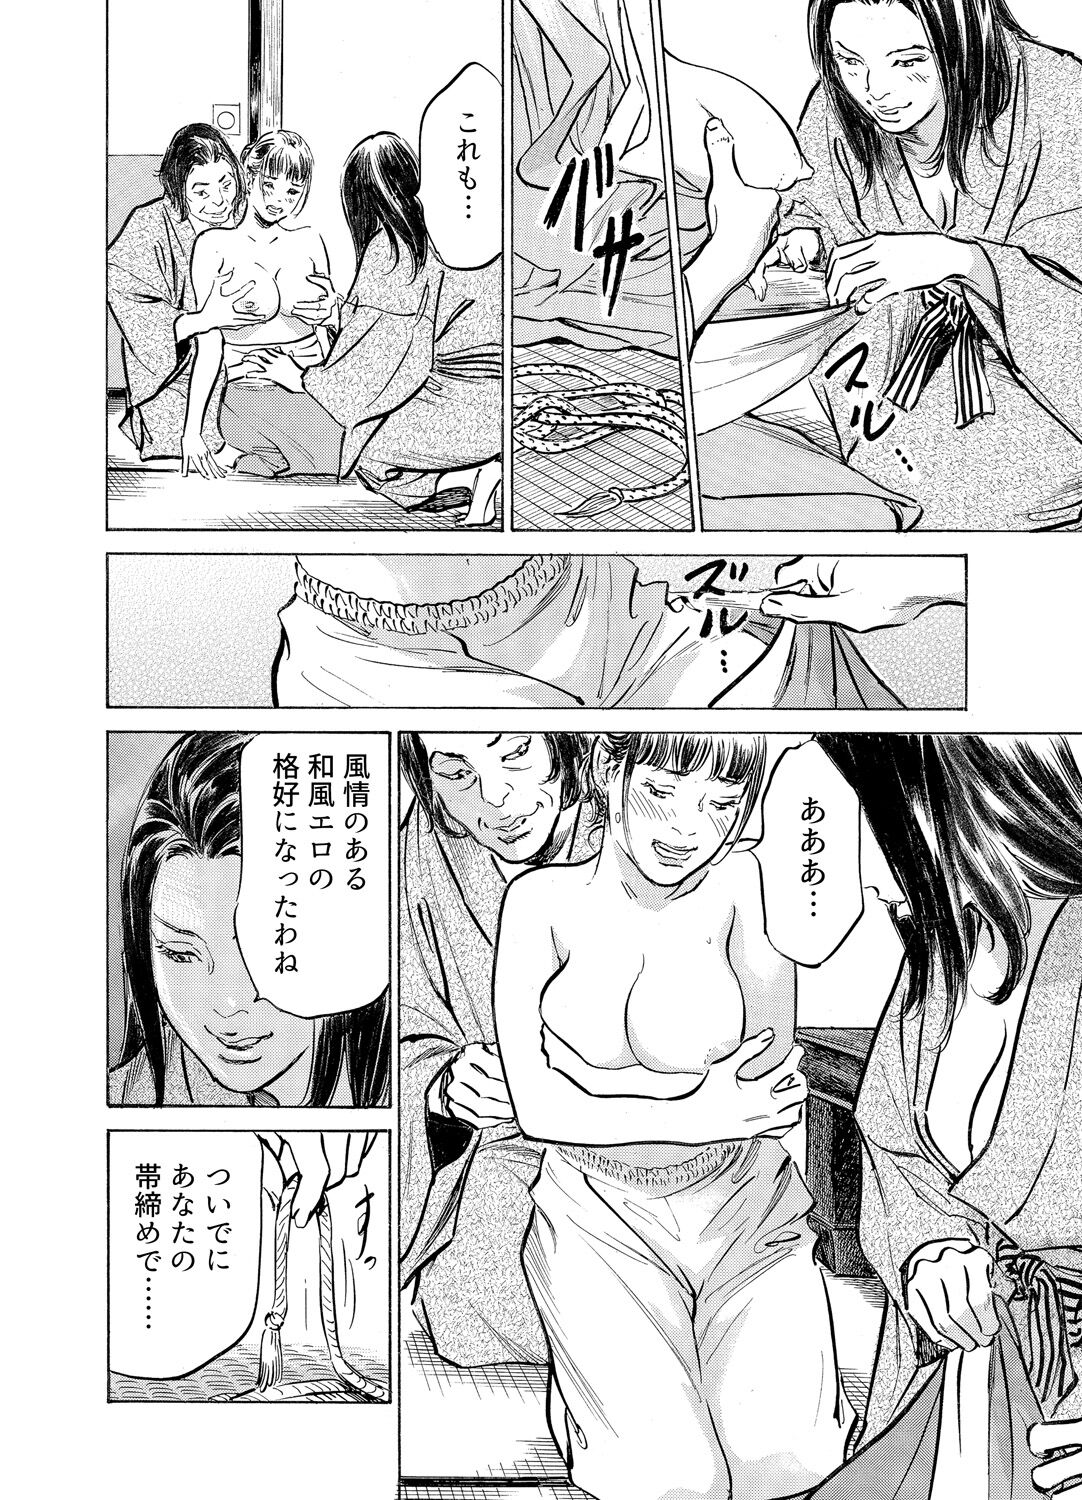 スル…
バサ
これも…
ズル…
あああ…
風情のある
和風エロの
格好になったわね
すっ
ついでに
あなたの
帯締めで……